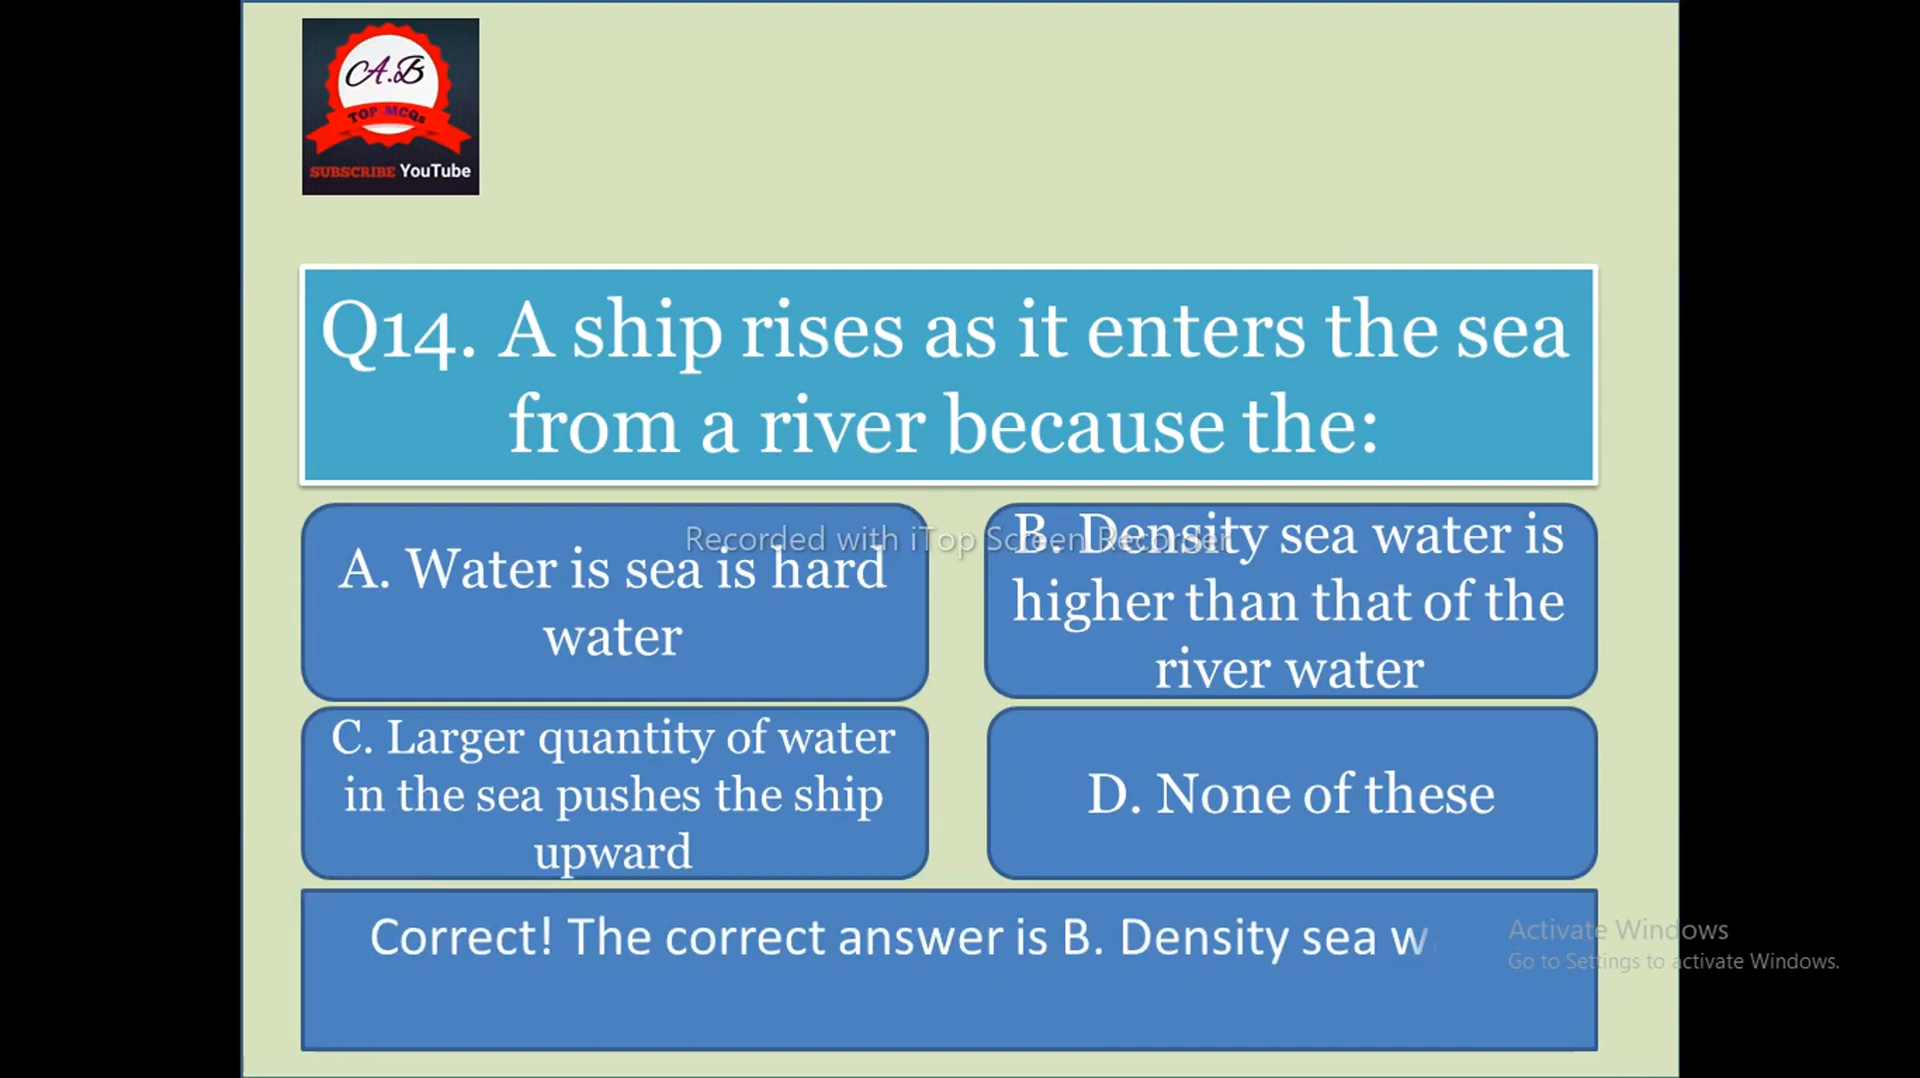 A.B
TOP-MCQs
SUBSCRIBE YouTube
Q14. A ship rises as it enters the sea
from a river because the:
Recorded with iTop Screen Recorder
A. Water is sea is hard
water
B. Density sea water is
higher than that of the
river water
C. Larger quantity of water
in the sea pushes the ship
upward
D. None of these
Correct! The correct answer is B. Density sea w
Activate Windows
Go to Settings to activate Windows.